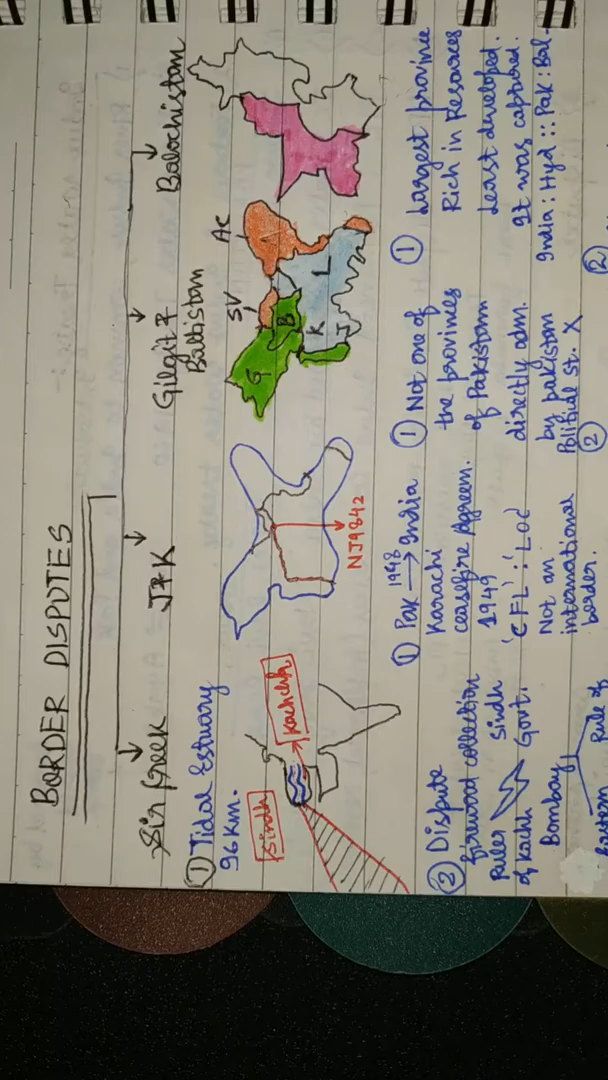 BORDER DISPUTES
Sir Creek
J&K
Gilgit &
Baltistan
Balochistan
① Tidal Estuary
96 Km.
Sindh
Kachchh
NJ9842
SV
AC
G
B
K
L
J
② Dispute
firewood collection
Ruler Sindh
of Kachh Govt.
Bombay
Rule of
① Pak 1948 → India
Karachi
ceasefire Agreem.
1949
'CFL' : 'LOC'
Not an
international
border.
① Not one of
the provinces
of Pakistan
directly adm.
by pakistan
Political st. X
②
① Largest province
Rich in Resources
Least developed.
It was captured.
India : Hyd :: Pak : Bal-
②